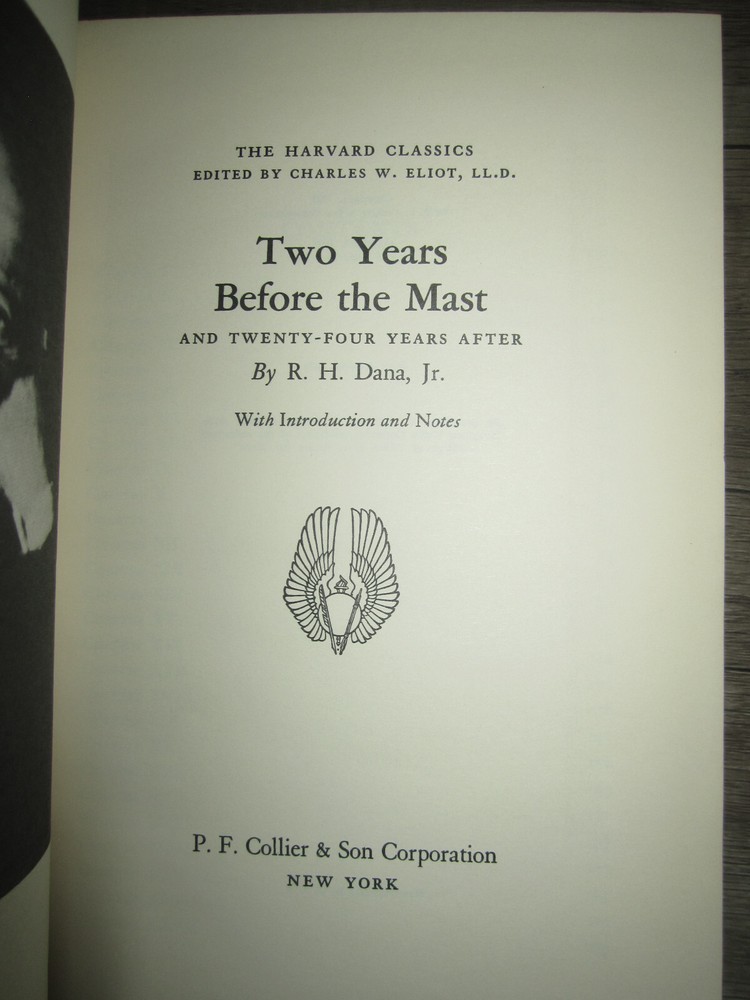 THE HARVARD CLASSICS
EDITED BY CHARLES W. ELIOT, LL.D.
Two Years
Before the Mast
AND TWENTY-FOUR YEARS AFTER
By R. H. Dana, Jr.
With Introduction and Notes
P. F. Collier & Son Corporation
NEW YORK